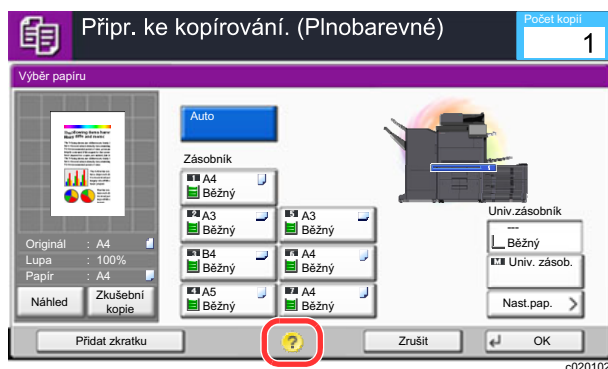 Připr. ke kopírování. (Plnobarevné)
Počet kopií
1
Výběr papíru
Auto
Zásobník
1 A4
Běžný
2 A3
Běžný
5 A3
Běžný
3 B4
Běžný
6 A4
Běžný
4 A5
Běžný
7 A4
Běžný
1
Univ.zásobník
---
Běžný
M Univ. zásob.
Nast.pap.
Originál : A4
Lupa : 100%
Papír : A4
Náhled
Zkušební
kopie
Přidat zkratku
?
Zrušit
OK
c020102